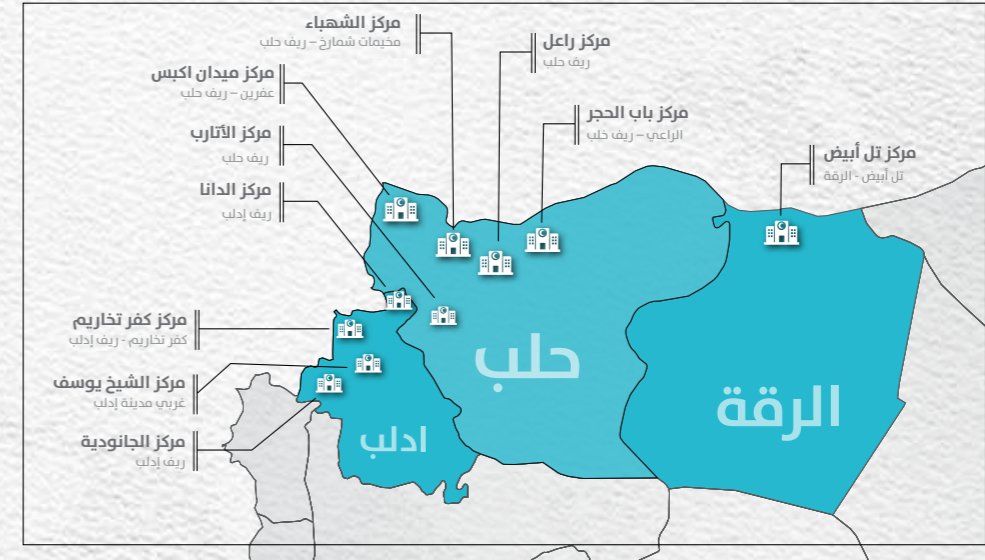 مركز الشهباء
مخيمات شمارخ – ريف حلب
مركز راعل
ريف حلب
مركز ميدان اكبس
عفرين – ريف حلب
مركز باب الحجر
الراعي – ريف حلب
مركز الأتارب
ريف حلب
مركز تل أبيض
تل أبيض - الرقة
مركز الدانا
ريف إدلب
مركز كفر تخاريم
كفر تخاريم - ريف إدلب
حلب
مركز الشيخ يوسف
غربي مدينة إدلب
الرقة
مركز الجانودية
ريف إدلب
ادلب